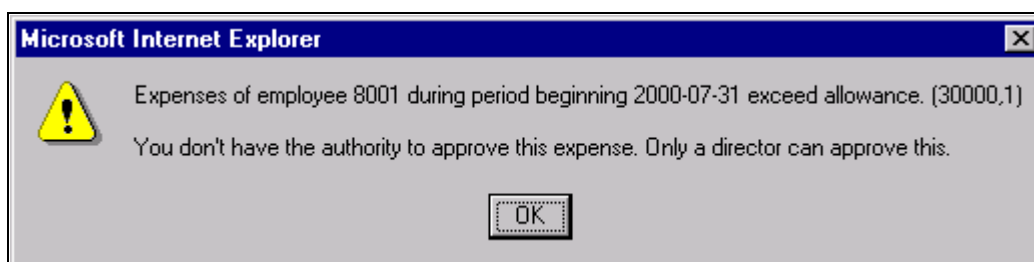 Microsoft Internet Explorer
Expenses of employee 8001 during period beginning 2000-07-31 exceed allowance. (30000,1)
You don't have the authority to approve this expense. Only a director can approve this.
OK